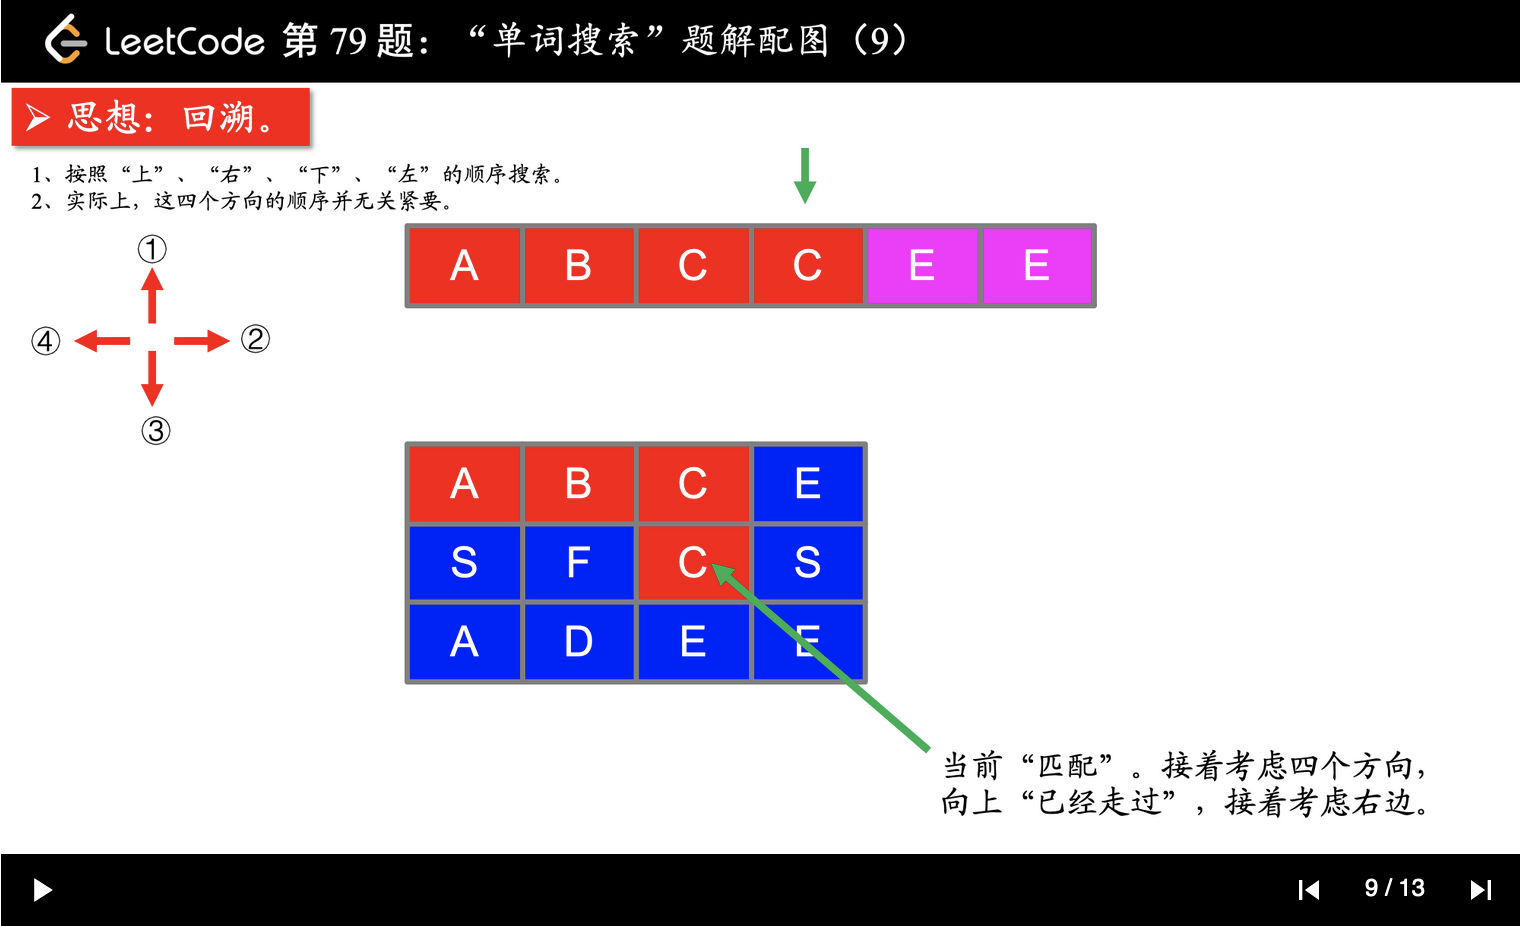 LeetCode 第 79 题：“单词搜索”题解配图（9）
思想： 回溯。
1、按照“上”、“右”、“下”、“左”的顺序搜索。
2、实际上，这四个方向的顺序并无关紧要。
①
④ ②
③
A B C C E E
A B C E
S F C S
A D E E
当前“匹配”。接着考虑四个方向，
向上“已经走过”，接着考虑右边。
9 / 13